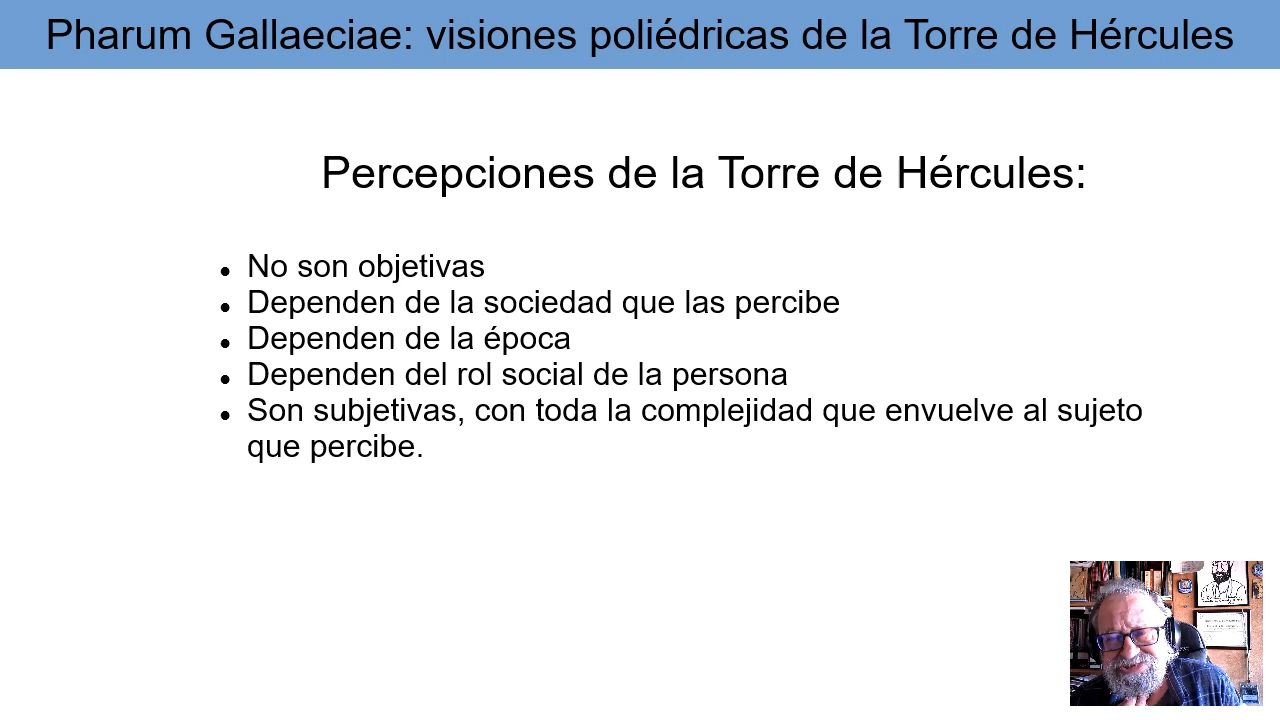 Pharum Gallaeciae: visiones poliédricas de la Torre de Hércules
Percepciones de la Torre de Hércules:
No son objetivas
Dependen de la sociedad que las percibe
Dependen de la época
Dependen del rol social de la persona
Son subjetivas, con toda la complejidad que envuelve al sujeto
que percibe.